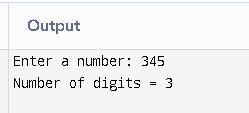 Output
Enter a number: 345
Number of digits = 3